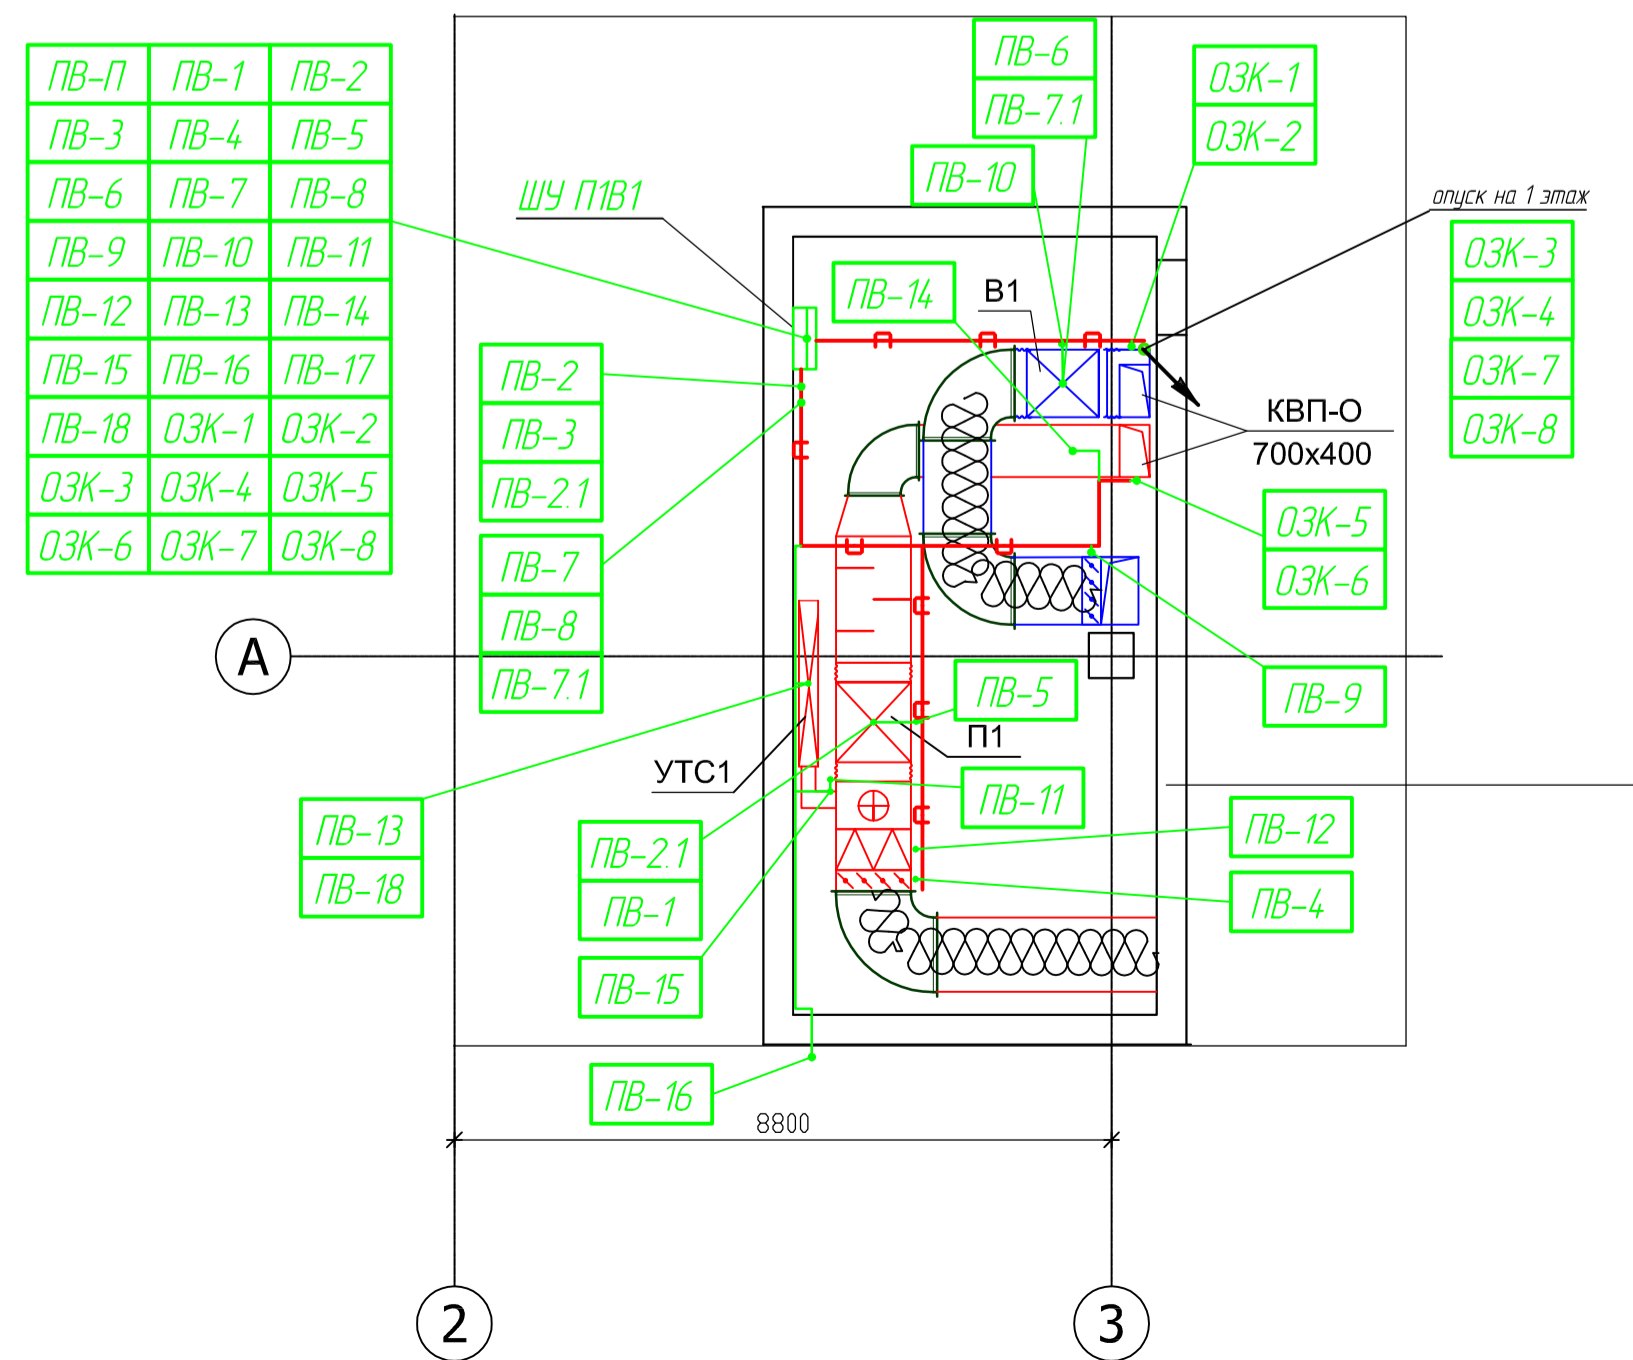 ПВ-П ПВ-1 ПВ-2
ПВ-3 ПВ-4 ПВ-5
ПВ-6 ПВ-7 ПВ-8
ПВ-9 ПВ-10 ПВ-11
ПВ-12 ПВ-13 ПВ-14
ПВ-15 ПВ-16 ПВ-17
ПВ-18 ОЗК-1 ОЗК-2
ОЗК-3 ОЗК-4 ОЗК-5
ОЗК-6 ОЗК-7 ОЗК-8
ШУ П1В1
ПВ-6
ПВ-7.1
ПВ-10
ОЗК-1
ОЗК-2
опуск на 1 этаж
ОЗК-3
ОЗК-4
ОЗК-7
ОЗК-8
ПВ-14
В1
КВП-О
700х400
ПВ-2
ПВ-3
ПВ-2.1
ПВ-7
ПВ-8
ПВ-7.1
ОЗК-5
ОЗК-6
А
ПВ-5
ПВ-9
П1
УТС1
ПВ-11
ПВ-13
ПВ-18
ПВ-2.1
ПВ-1
ПВ-12
ПВ-4
ПВ-15
ПВ-16
8800
2
3